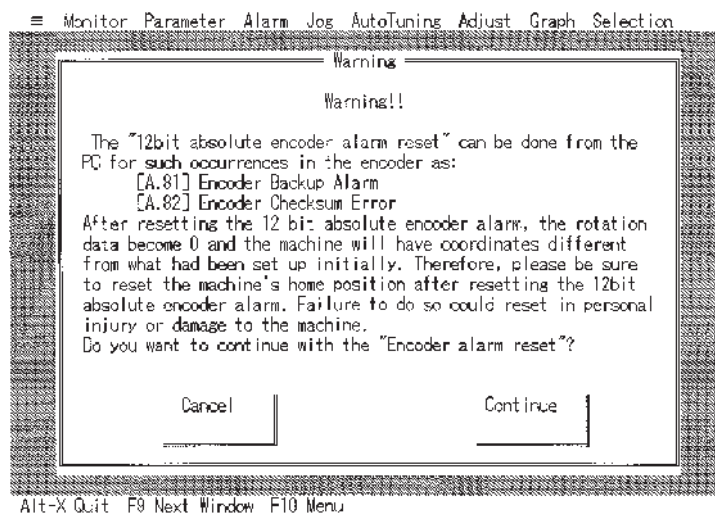 ≡ Monitor Parameter Alarm Jog AutoTuning Adjust Graph Selection
Warning
Warning!!
The "12bit absolute encoder alarm reset" can be done from the
PC for such occurrences in the encoder as:
[A.81] Encoder Backup Alarm
[A.82] Encoder Checksum Error
After resetting the 12 bit absolute encoder alarm, the rotation
data become 0 and the machine will have coordinates different
from what had been set up initially. Therefore, please be sure
to reset the machine's home position after resetting the 12bit
absolute encoder alarm. Failure to do so could reset in personal
injury or damage to the machine.
Do you want to continue with the "Encoder alarm reset"?
Cancel Continue
Alt-X Quit F9 Next Window F10 Menu